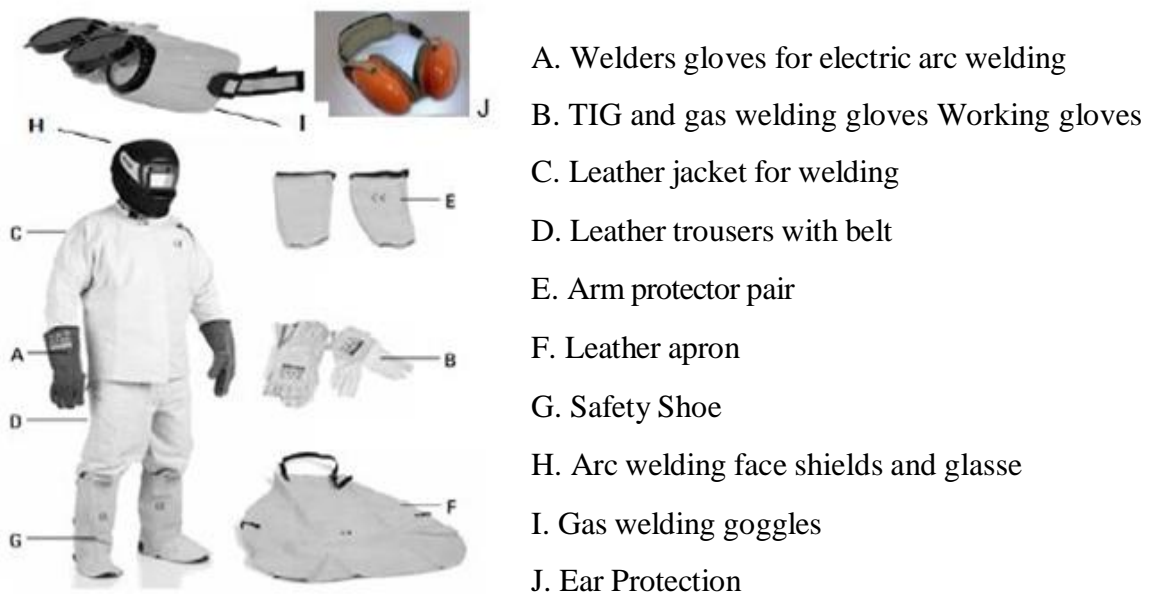 A. Welders gloves for electric arc welding
B. TIG and gas welding gloves Working gloves
C. Leather jacket for welding
D. Leather trousers with belt
E. Arm protector pair
F. Leather apron
G. Safety Shoe
H. Arc welding face shields and glasse
I. Gas welding goggles
J. Ear Protection
J
H
I
E
C
A
B
D
F
G